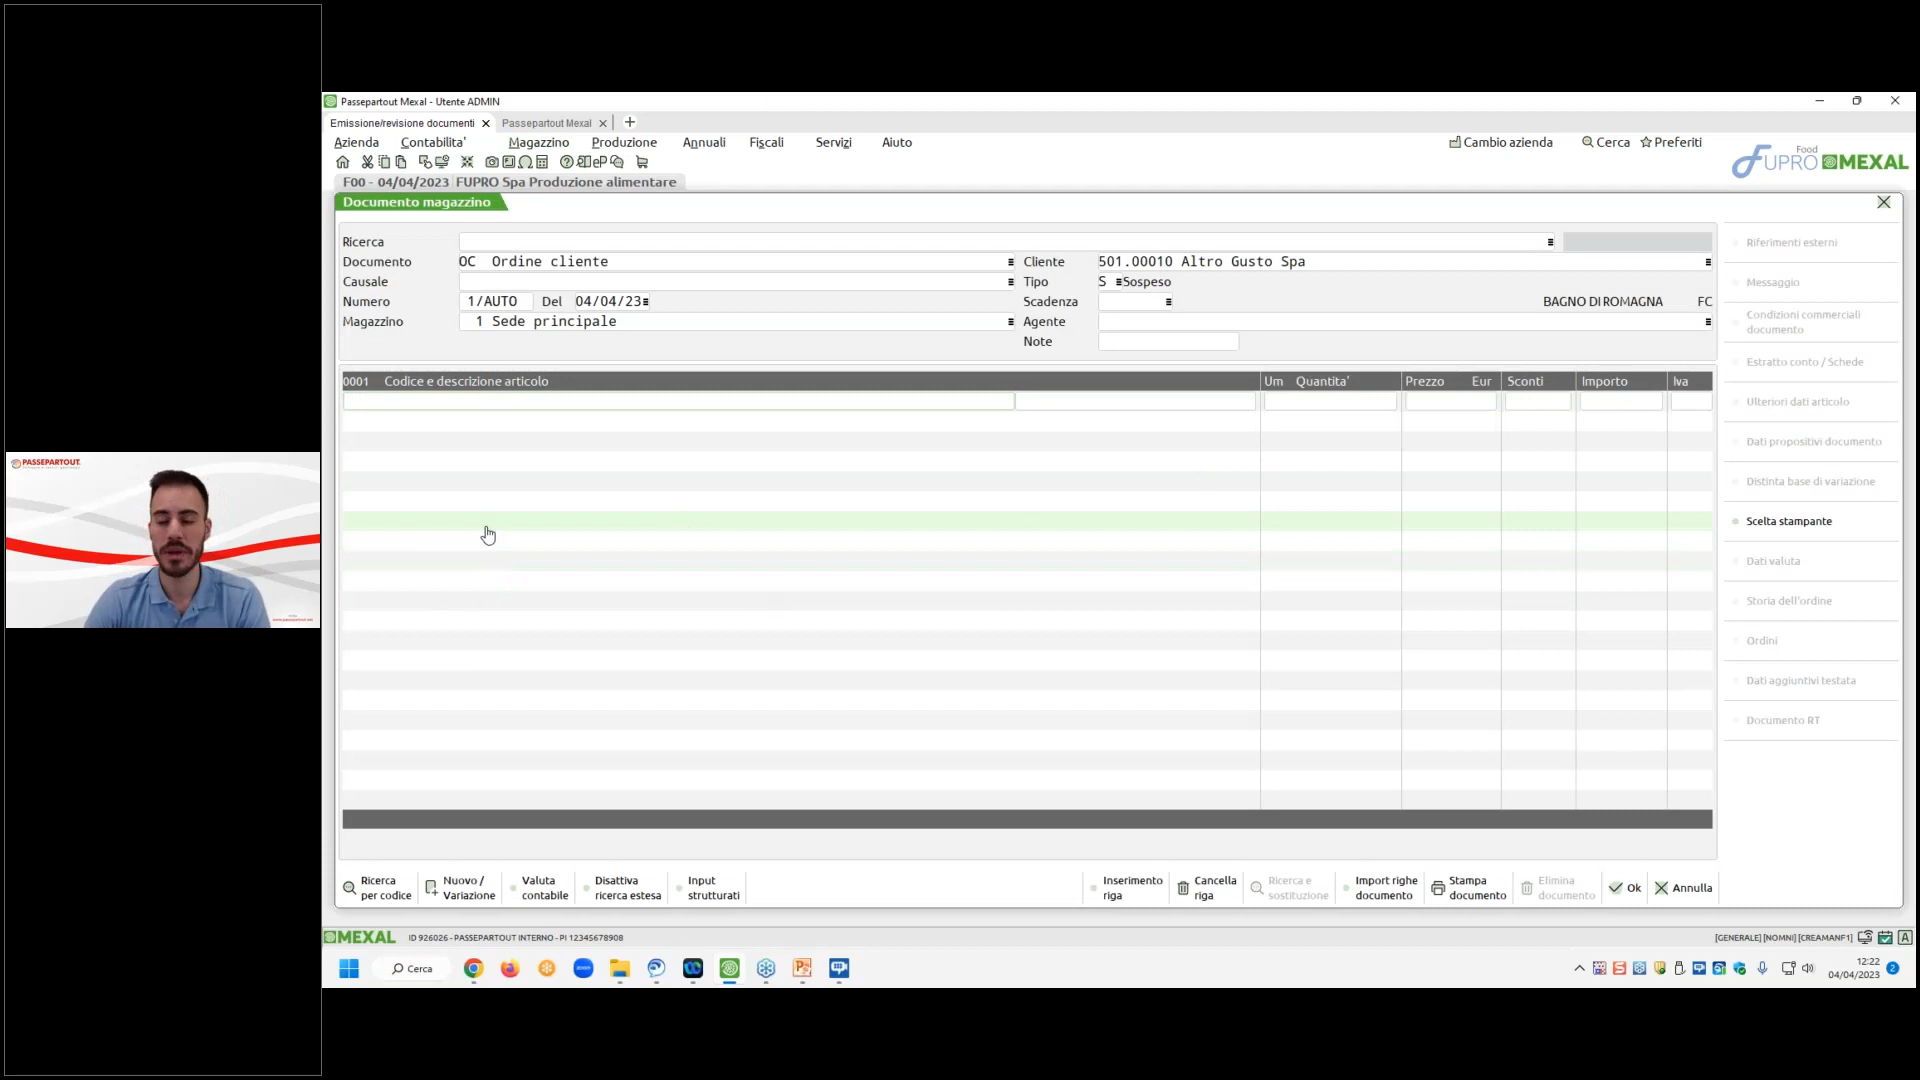 PASSEPARTOUT
Passepartout Mexal - Utente ADMIN
Emissione/revisione documenti
Passepartout Mexal
Azienda Contabilita' Magazzino Produzione Annuali Fiscali Servizi Aiuto
Cambio azienda Cerca Preferiti
Food
FUPRO MEXAL
F00 - 04/04/2023 FUPRO Spa Produzione alimentare
Documento magazzino
Ricerca
Documento OC Ordine cliente
Cliente 501.00010 Altro Gusto Spa
Causale
Tipo S Sospeso
Numero 1/AUTO Del 04/04/23
Scadenza
BAGNO DI ROMAGNA FC
Magazzino 1 Sede principale
Agente
Note
0001 Codice e descrizione articolo Um Quantita' Prezzo Eur Sconti Importo Iva
Riferimenti esterni
Messaggio
Condizioni commerciali
documento
Estratto conto / Schede
Ulteriori dati articolo
Dati propositivi documento
Distinta base di variazione
Scelta stampante
Dati valuta
Storia dell'ordine
Ordini
Dati aggiuntivi testata
Documento RT
Ricerca
per codice
Nuovo /
Variazione
Valuta
contabile
Disattiva
ricerca estesa
Input
strutturati
Inserimento
riga
Cancella
riga
Ricerca e
sostituzione
Import righe
documento
Stampa
documento
Elimina
documento
Ok
Annulla
MEXAL ID 926026 - PASSEPARTOUT INTERNO - PI 12345678908
[GENERALE] [NOMNI] [CREAMANF1]
Cerca
12:22
04/04/2023
2